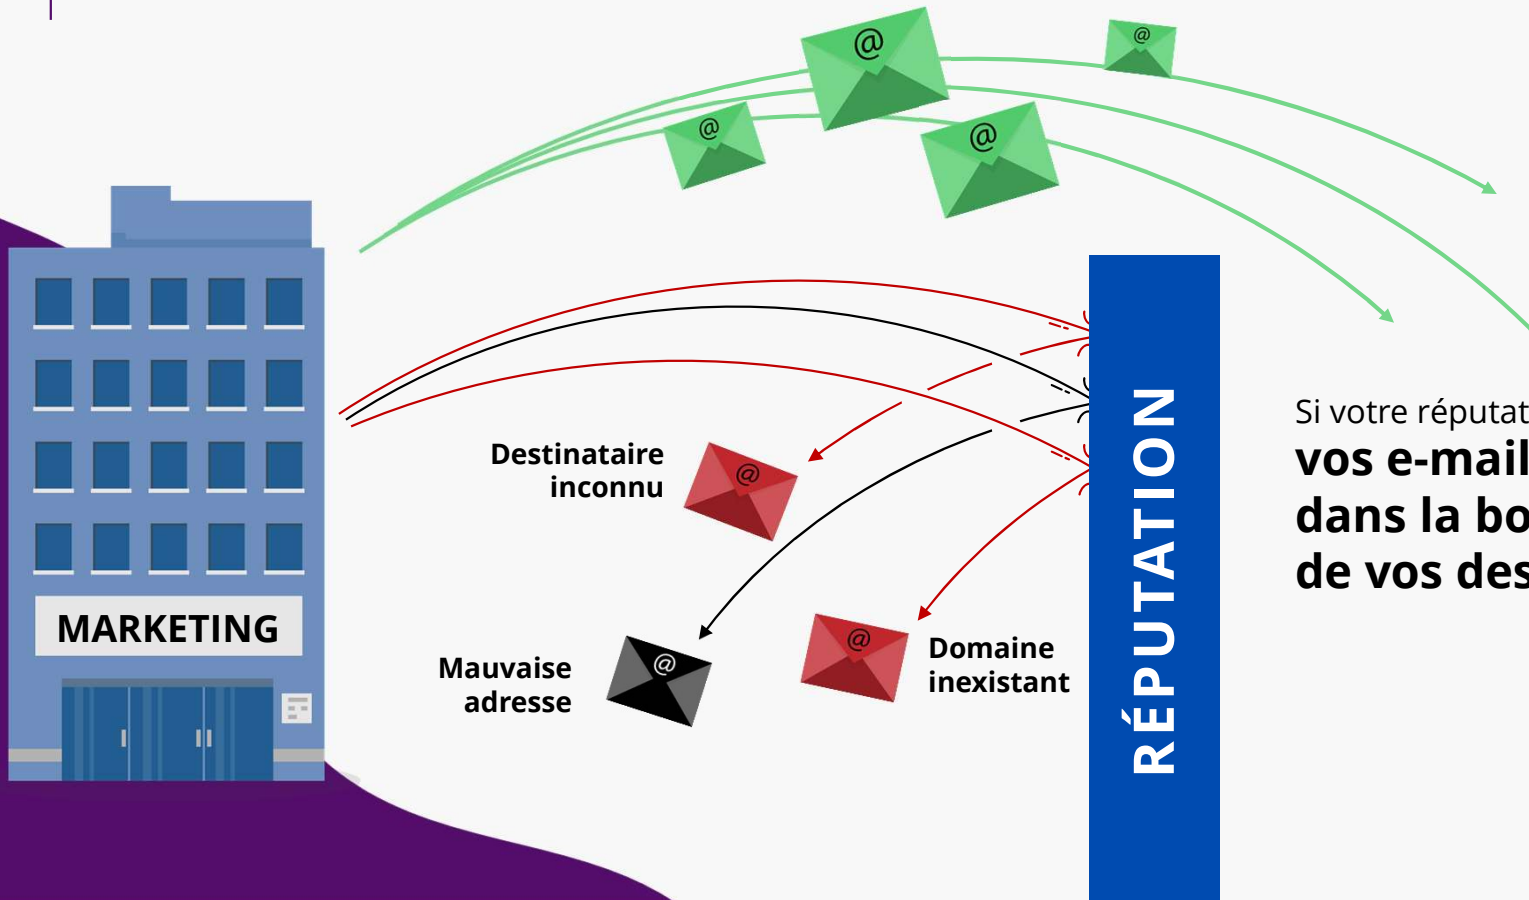 @
@
@
@
Destinataire
inconnu
@
Mauvaise
adresse
@
@
Domaine
inexistant
MARKETING
RÉPUTATION
Si votre réputat
vos e-mail
dans la bo
de vos des